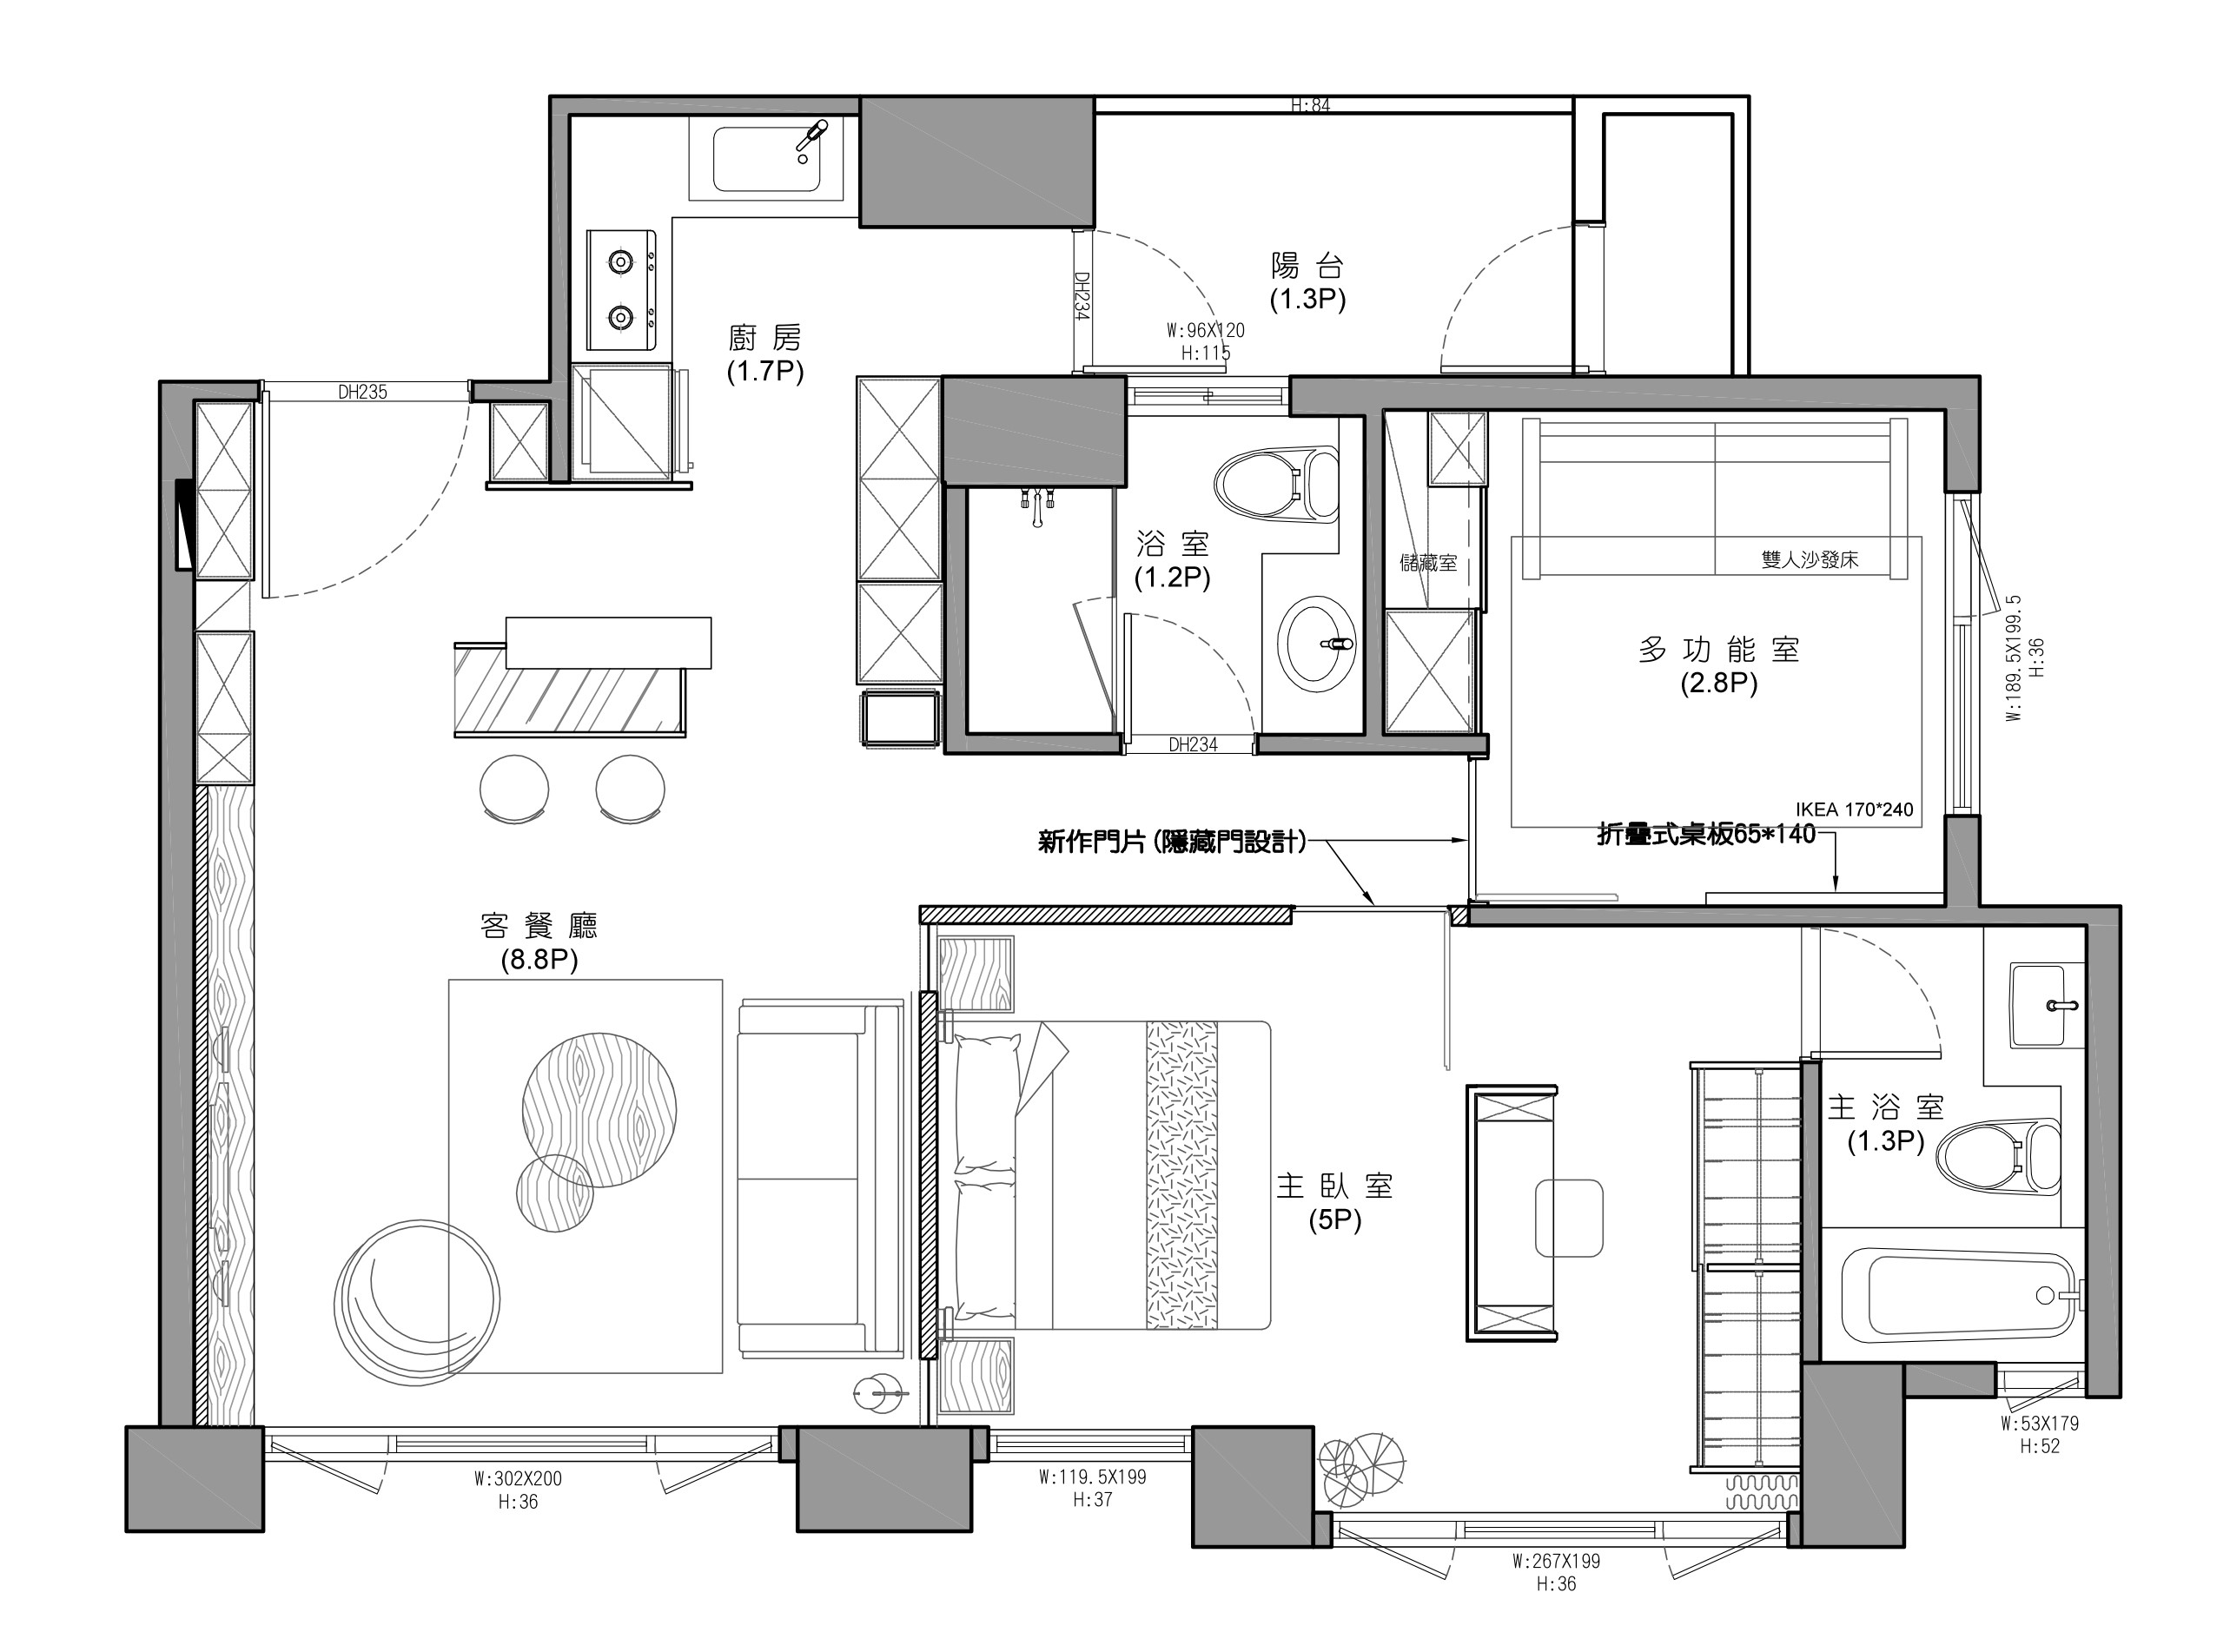 H:84
陽台
(1.3P)
DH234
W:96X120
H:115
廚房
(1.7P)
DH235
浴室
(1.2P)
儲藏室
雙人沙發床
多功能室
(2.8P)
W:189.5X199.5
H:36
DH234
IKEA 170*240
新作門片(隱藏門設計)
折疊式桌板65*140
客餐廳
(8.8P)
主浴室
(1.3P)
主臥室
(5P)
W:53X179
H:52
W:302X200
H:36
W:119.5X199
H:37
W:267X199
H:36